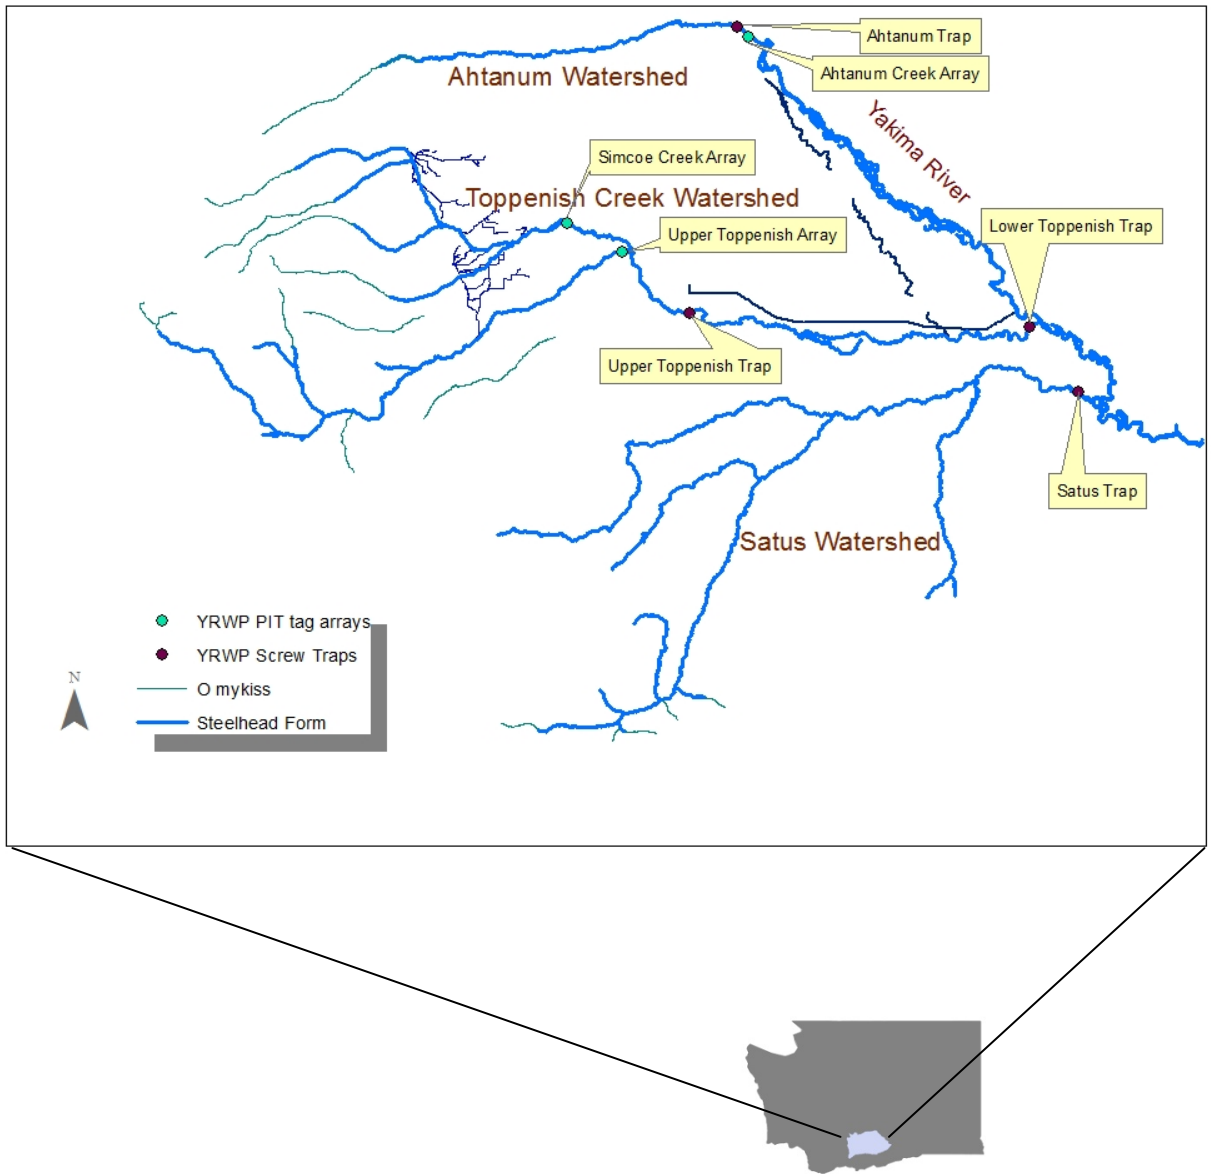 Ahtanum Trap
Ahtanum Watershed
Ahtanum Creek Array
Yakima River
Simcoe Creek Array
Toppenish Creek Watershed
Upper Toppenish Array
Lower Toppenish Trap
Upper Toppenish Trap
Satus Trap
Satus Watershed
YRWP PIT tag arrays
YRWP Screw Traps
N
O mykiss
Steelhead Form